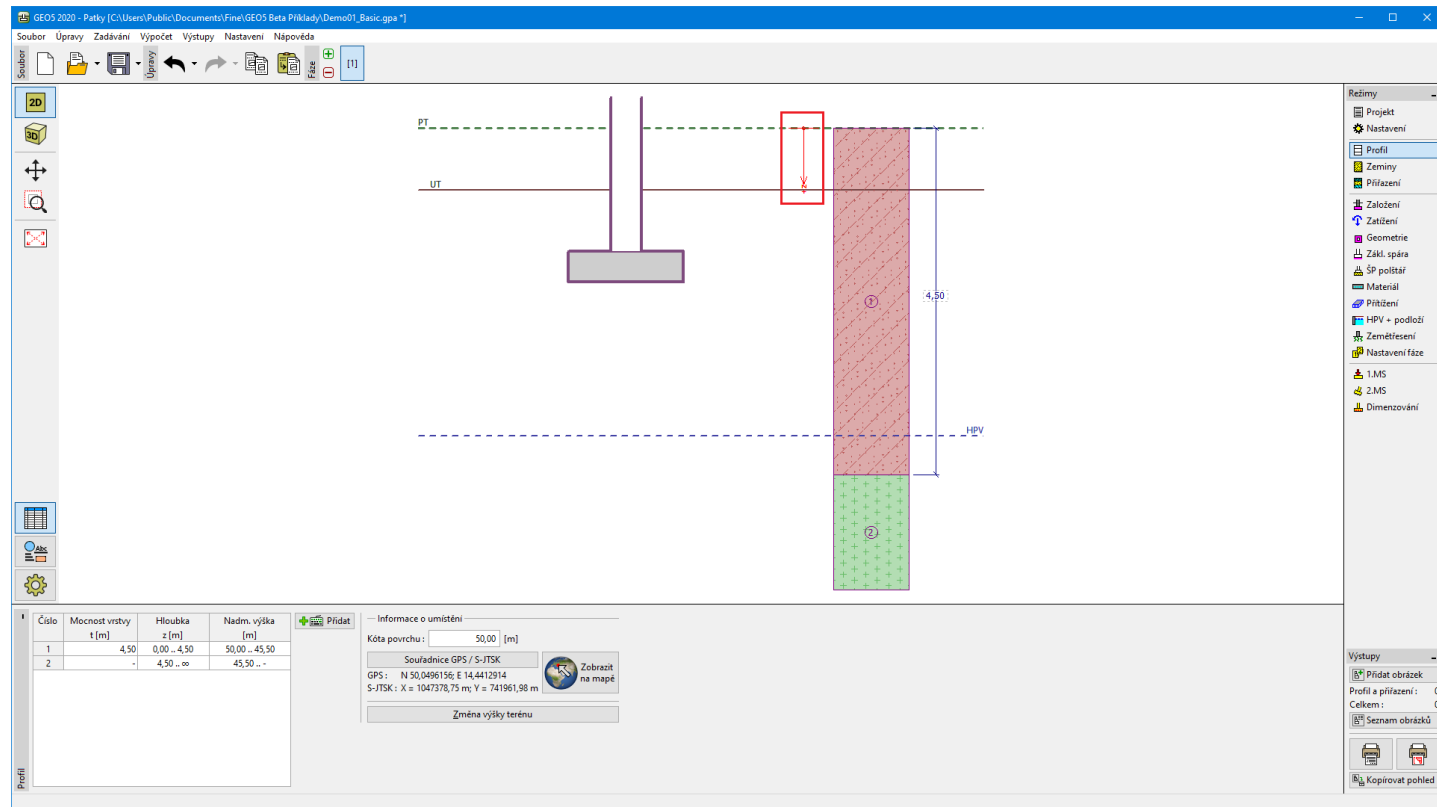 GEO5 2020 - Patky [C:\Users\Public\Documents\Fine\GEO5 Beta Příklady\Demo01_Basic.gpa *]
Soubor Úpravy Zadávání Výpočet Výstupy Nastavení Nápověda
Soubor
Úpravy
Fáze
[1]
2D
3D
Abc
PT
UT
+z
1
4,50
HPV
2
Režimy
Projekt
Nastavení
Profil
Zeminy
Přiřazení
Založení
Zatížení
Geometrie
Zákl. spára
ŠP polštář
Materiál
Přitížení
HPV + podloží
Zemětřesení
Nastavení fáze
1.MS
2.MS
Dimenzování
Profil
Číslo Mocnost vrstvy Hloubka Nadm. výška
t [m] z [m] [m]
1 4,50 0,00 .. 4,50 50,00 .. 45,50
2 - 4,50 .. ∞ 45,50 .. -
Přidat
Informace o umístění
Kóta povrchu : 50,00 [m]
Souřadnice GPS / S-JTSK
GPS : N 50,0496156; E 14,4412914
S-JTSK : X = 1047378,75 m; Y = 741961,98 m
Zobrazit
na mapě
Změna výšky terénu
Výstupy
Přidat obrázek
Profil a přiřazení : 0
Celkem : 0
Seznam obrázků
Kopírovat pohled